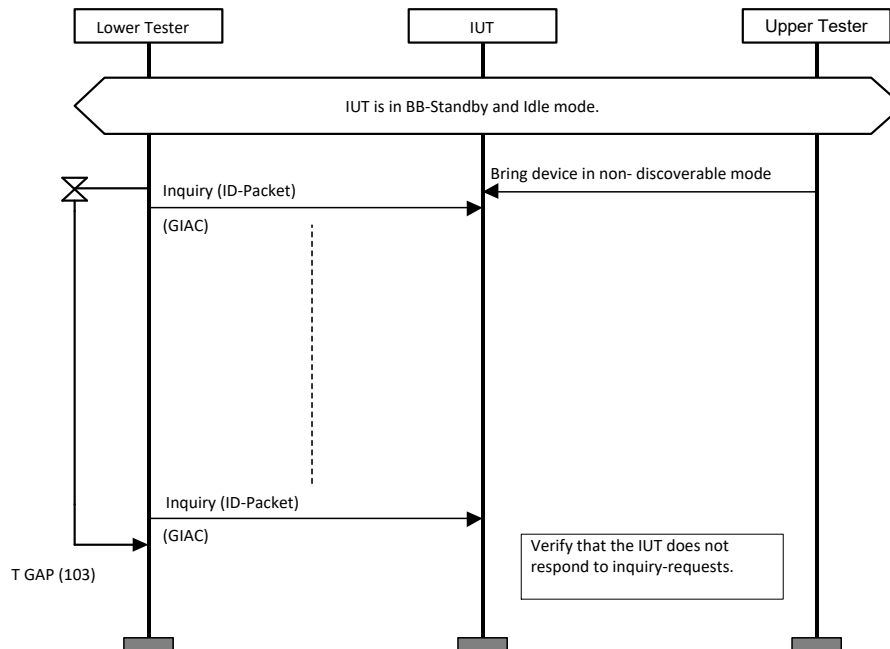 Lower Tester
IUT
Upper Tester
IUT is in BB-Standby and Idle mode.
Bring device in non- discoverable mode
Inquiry (ID-Packet)
(GIAC)
Inquiry (ID-Packet)
(GIAC)
Verify that the IUT does not
respond to inquiry-requests.
T GAP (103)